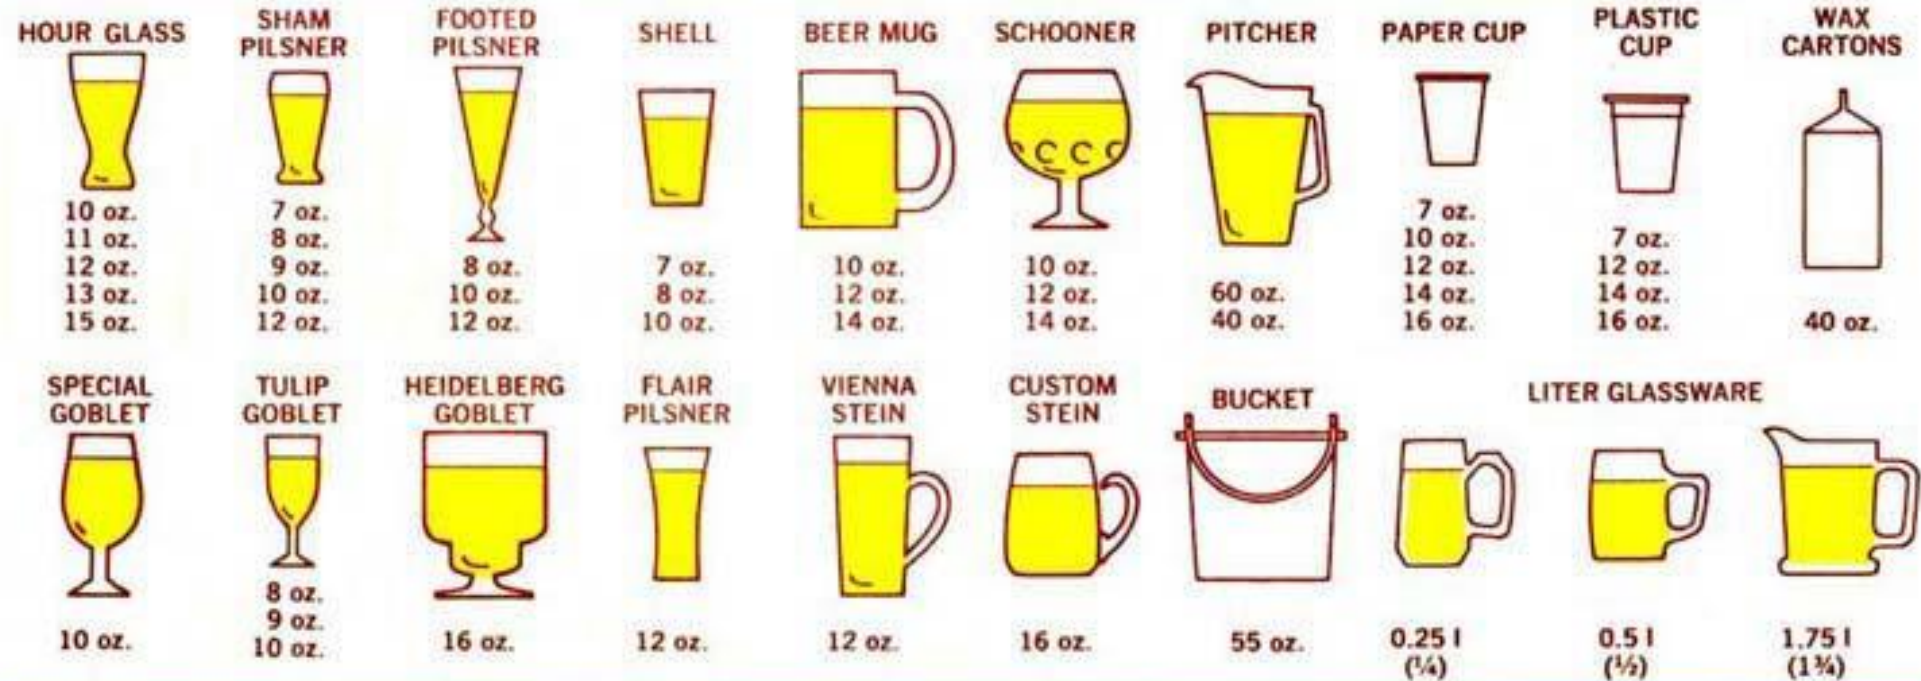 HOUR GLASS
10 oz.
11 oz.
12 oz.
13 oz.
15 oz.
SHAM
PILSNER
7 oz.
8 oz.
9 oz.
10 oz.
12 oz.
FOOTED
PILSNER
8 oz.
10 oz.
12 oz.
SHELL
7 oz.
8 oz.
10 oz.
BEER MUG
10 oz.
12 oz.
14 oz.
SCHOONER
10 oz.
12 oz.
14 oz.
PITCHER
60 oz.
40 oz.
PAPER CUP
7 oz.
10 oz.
12 oz.
14 oz.
16 oz.
PLASTIC
CUP
7 oz.
12 oz.
14 oz.
16 oz.
WAX
CARTONS
40 oz.
SPECIAL
GOBLET
10 oz.
TULIP
GOBLET
8 oz.
9 oz.
10 oz.
HEIDELBERG
GOBLET
16 oz.
FLAIR
PILSNER
12 oz.
VIENNA
STEIN
12 oz.
CUSTOM
STEIN
16 oz.
BUCKET
55 oz.
LITER GLASSWARE
0.25 l
(¼)
0.5 l
(½)
1.75 l
(1¾)